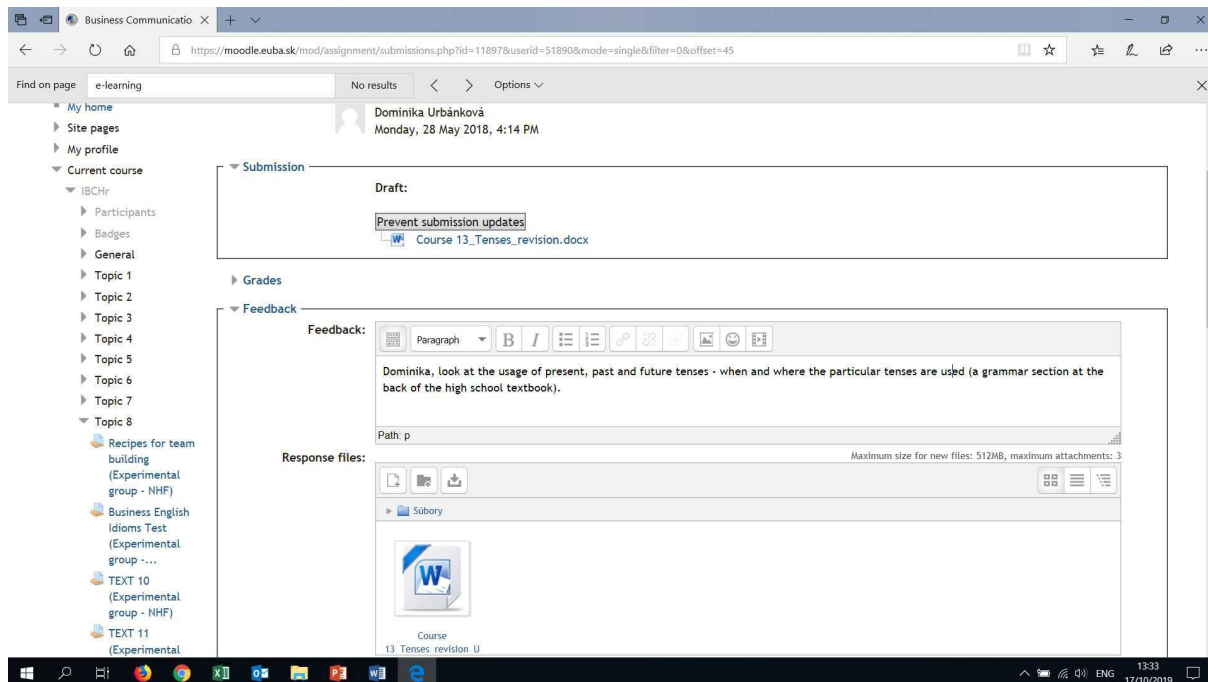 Business Communicatio
https://moodle.euba.sk/mod/assignment/submissions.php?id=11897&userid=51890&mode=single&filter=0&offset=45
Find on page e-learning No results Options
My home
Site pages
My profile
Current course
IBCHr
Participants
Badges
General
Topic 1
Topic 2
Topic 3
Topic 4
Topic 5
Topic 6
Topic 7
Topic 8
Recipes for team
building
(Experimental
group - NHF)
Business English
Idioms Test
(Experimental
group -...
TEXT 10
(Experimental
group - NHF)
TEXT 11
(Experimental
Dominika Urbánková
Monday, 28 May 2018, 4:14 PM
Submission
Draft:
Prevent submission updates
Course 13_Tenses_revision.docx
Grades
Feedback
Feedback:
Paragraph B I
Dominika, look at the usage of present, past and future tenses - when and where the particular tenses are used (a grammar section at the
back of the high school textbook).
Path: p
Response files:
Maximum size for new files: 512MB, maximum attachments: 3
Súbory
Course
13_Tenses_revision_U
ENG
13:33
17/10/2019